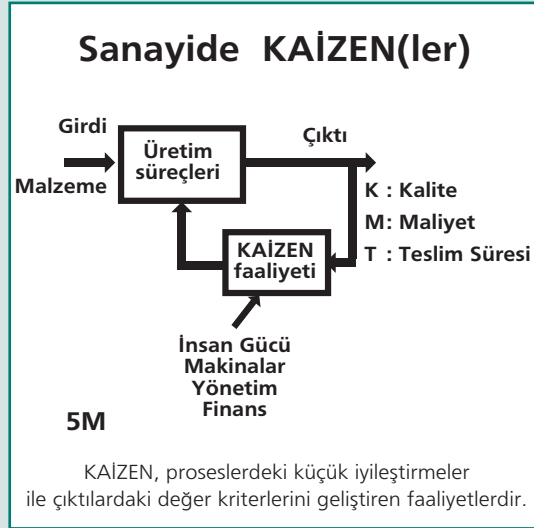 Sanayide KAİZEN(ler)
Girdi
Malzeme
Üretim
süreçleri
Çıktı
K : Kalite
M: Maliyet
T : Teslim Süresi
KAİZEN
faaliyeti
İnsan Gücü
Makinalar
Yönetim
Finans
5M
KAİZEN, proseslerdeki küçük iyileştirmeler
ile çıktılardaki değer kriterlerini geliştiren faaliyetlerdir.